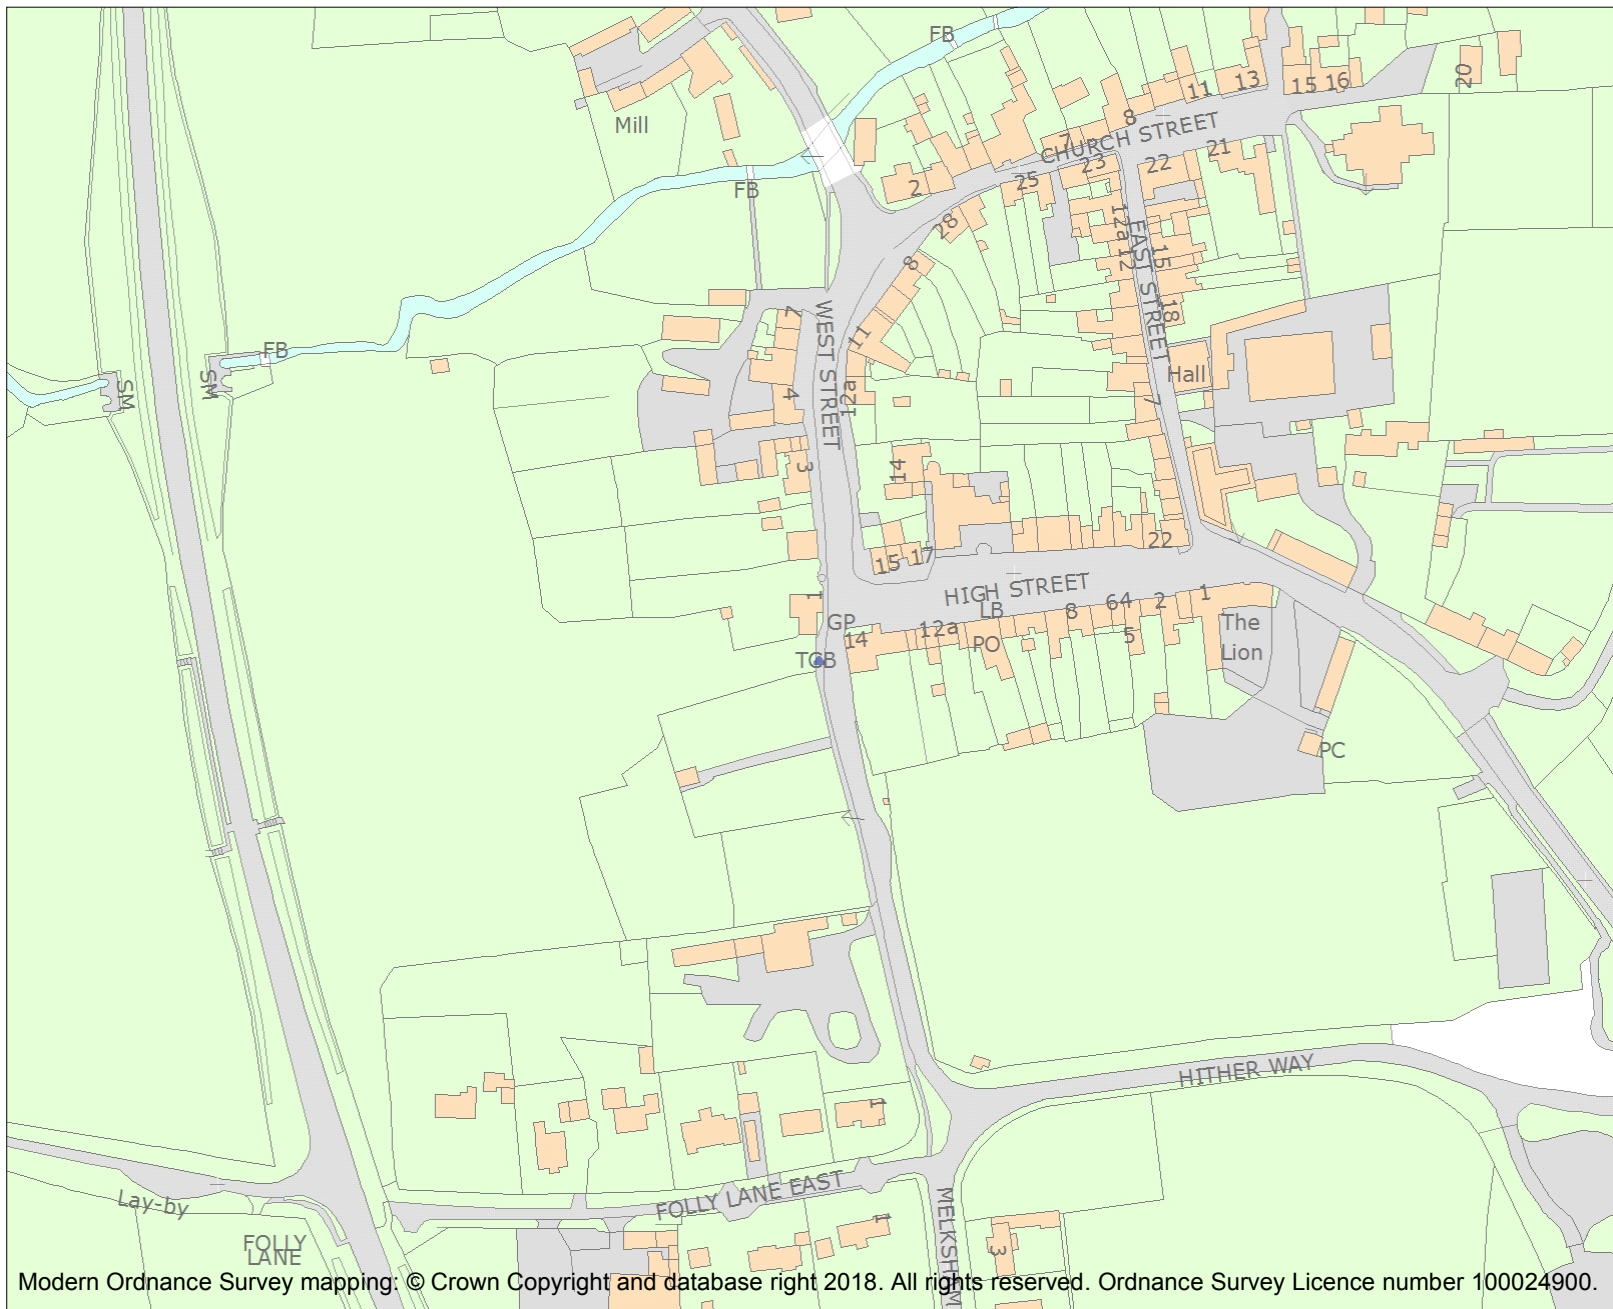 FB
Mill
FB
FB
SM
SM
2
7
8
11
13
15
16
20
CHURCH STREET
25
23
22
21
28
8
11
12a
12
15
18
EAST STREET
Hall
7
7
4
3
WEST STREET
12a
14
15
17
22
HIGH STREET
LB
1
GP
14
TCB
12a
PO
8
64
5
2
1
The
Lion
PC
HITHER WAY
1
FOLLY LANE EAST
Lay-by
FOLLY
LANE
1
3
MELKSHAM
Modern Ordnance Survey mapping: © Crown Copyright and database right 2018. All rights reserved. Ordnance Survey Licence number 100024900.